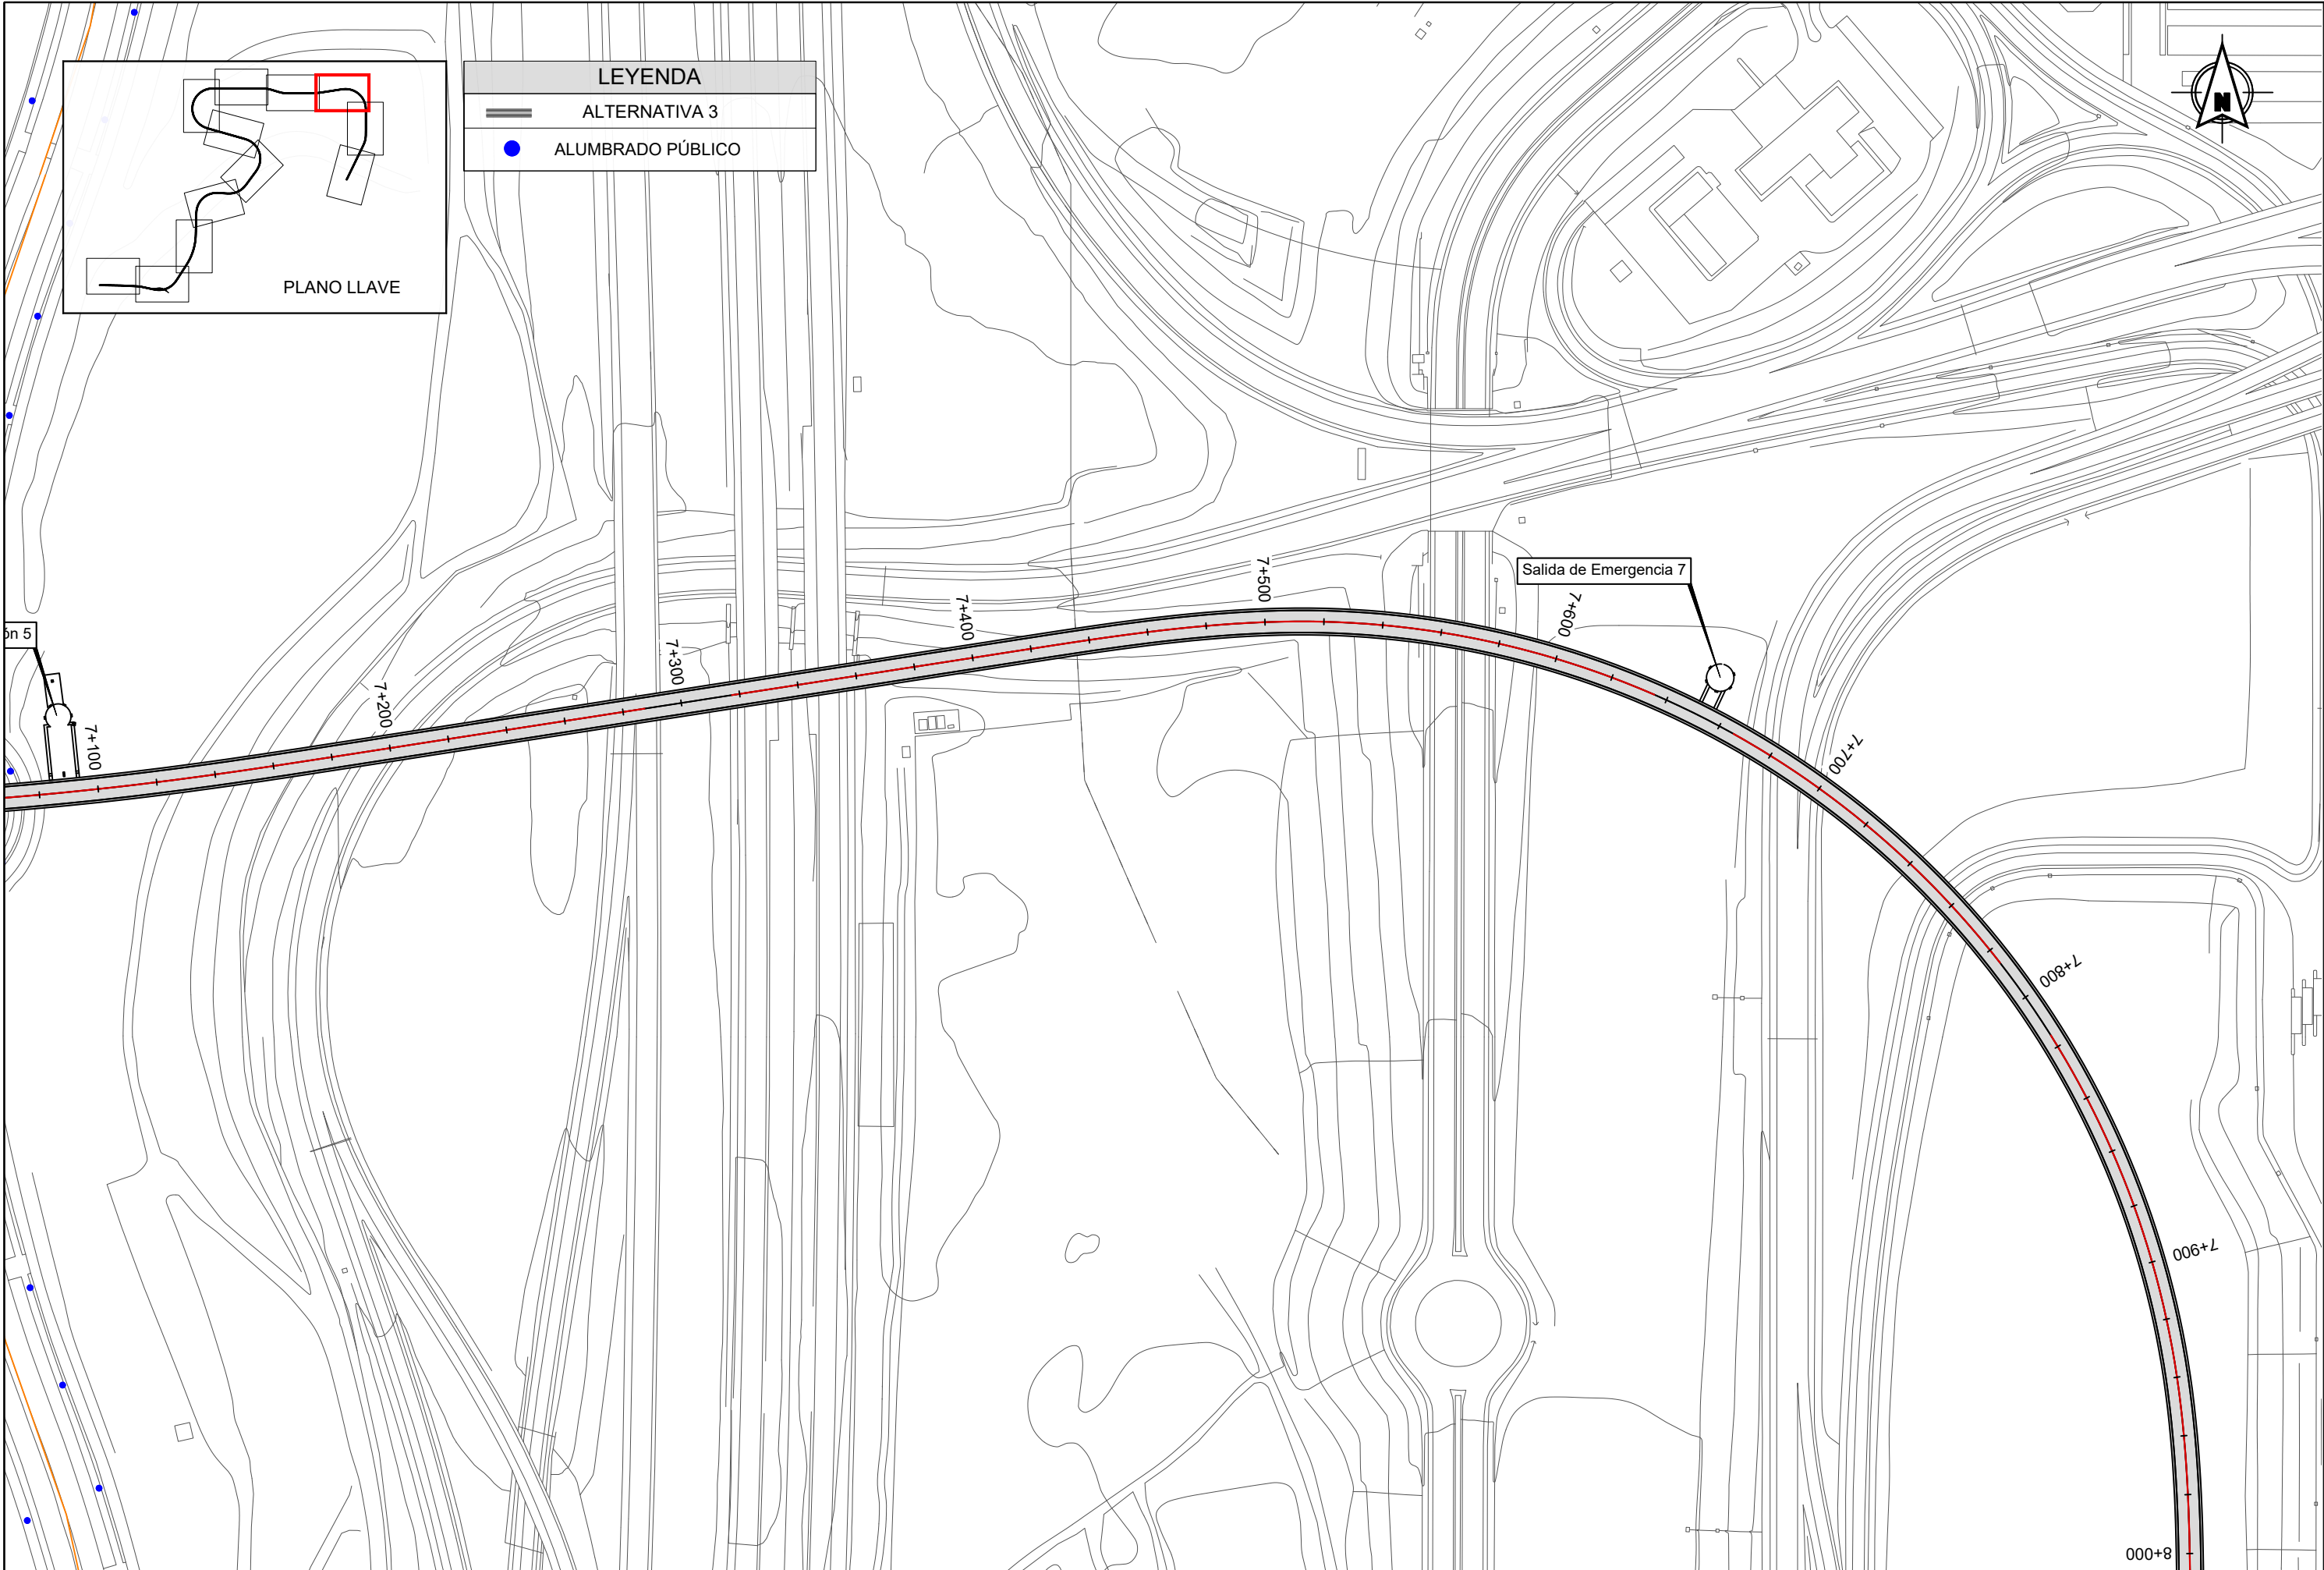 LEYENDA
ALTERNATIVA 3
ALUMBRADO PÚBLICO
PLANO LLAVE
N
Salida de Emergencia 7
ón 5
7+100
7+200
7+300
7+400
7+500
7+600
7+700
7+800
7+900
8+000